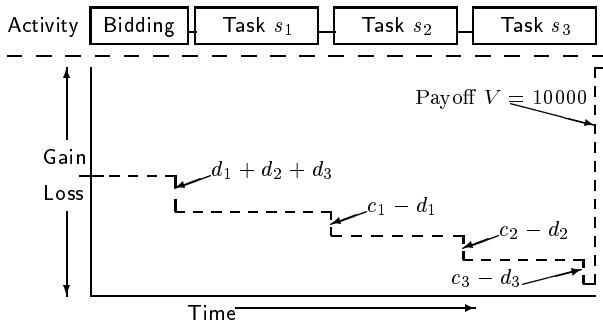 Activity Bidding Task s₁ Task s₂ Task s₃
Payoff V = 10000
Gain
Loss
d₁ + d₂ + d₃
c₁ − d₁
c₂ − d₂
c₃ − d₃
Time